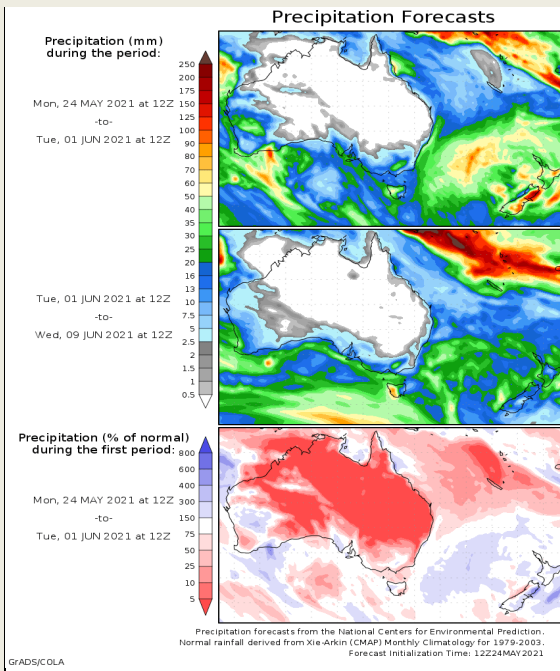 Precipitation Forecasts
Precipitation (mm)
during the period:
Mon, 24 MAY 2021 at 12Z
-to-
Tue, 01 JUN 2021 at 12Z
250
200
175
150
125
100
90
80
70
60
50
40
35
30
25
20
16
13
10
7.5
5
2.5
2
1.5
1
0.5
Tue, 01 JUN 2021 at 12Z
-to-
Wed, 09 JUN 2021 at 12Z
Precipitation (% of normal)
during the first period:
Mon, 24 MAY 2021 at 12Z
-to-
Tue, 01 JUN 2021 at 12Z
800
600
400
300
150
75
50
25
10
5
Precipitation forecasts from the National Centers for Environmental Prediction.
Normal rainfall derived from Xie-Arkin (CMAP) Monthly Climatology for 1979-2003.
Forecast Initialization Time: 12Z24MAY2021
GrADS/COLA